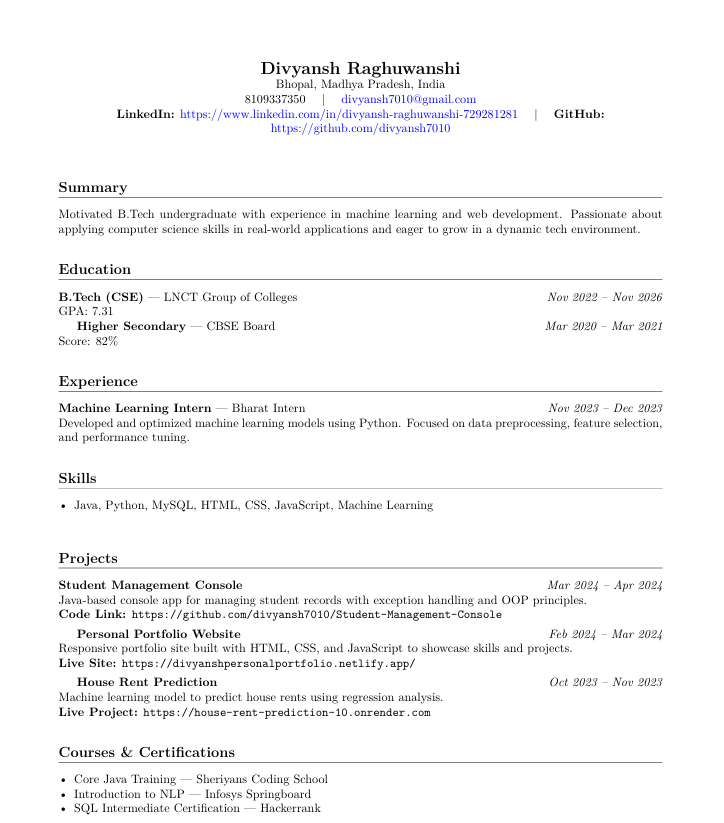 Divyansh Raghuwanshi
Bhopal, Madhya Pradesh, India
8109337350 | divyansh7010@gmail.com
LinkedIn: https://www.linkedin.com/in/divyansh-raghuwanshi-729281281 | GitHub:
https://github.com/divyansh7010
Summary
Motivated B.Tech undergraduate with experience in machine learning and web development. Passionate about
applying computer science skills in real-world applications and eager to grow in a dynamic tech environment.
Education
B.Tech (CSE) — LNCT Group of Colleges Nov 2022 – Nov 2026
GPA: 7.31
Higher Secondary — CBSE Board Mar 2020 – Mar 2021
Score: 82%
Experience
Machine Learning Intern — Bharat Intern Nov 2023 – Dec 2023
Developed and optimized machine learning models using Python. Focused on data preprocessing, feature selection,
and performance tuning.
Skills
• Java, Python, MySQL, HTML, CSS, JavaScript, Machine Learning
Projects
Student Management Console Mar 2024 – Apr 2024
Java-based console app for managing student records with exception handling and OOP principles.
Code Link: https://github.com/divyansh7010/Student-Management-Console
Personal Portfolio Website Feb 2024 – Mar 2024
Responsive portfolio site built with HTML, CSS, and JavaScript to showcase skills and projects.
Live Site: https://divyanshpersonalportfolio.netlify.app/
House Rent Prediction Oct 2023 – Nov 2023
Machine learning model to predict house rents using regression analysis.
Live Project: https://house-rent-prediction-10.onrender.com
Courses & Certifications
• Core Java Training — Sheriyans Coding School
• Introduction to NLP — Infosys Springboard
• SQL Intermediate Certification — Hackerrank